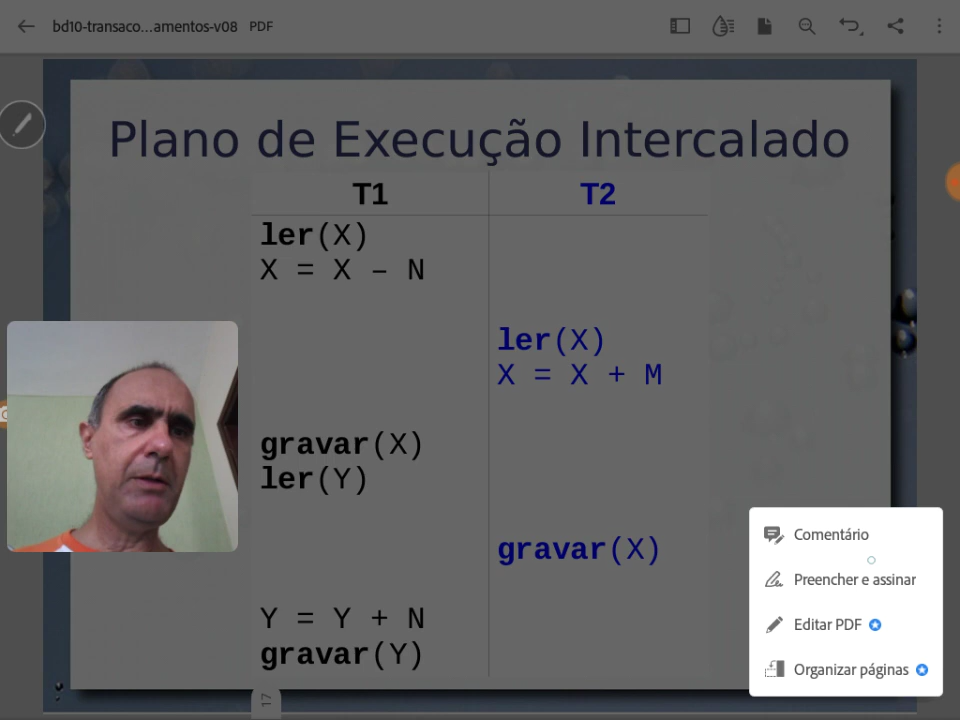 bd10-transaco...amentos-v08 PDF
Plano de Execução Intercalado
T1 T2
ler(X)
X = X – N
ler(X)
X = X + M
gravar(X)
ler(Y)
gravar(X)
Y = Y + N
gravar(Y)
Comentário
Preencher e assinar
Editar PDF
Organizar páginas
17